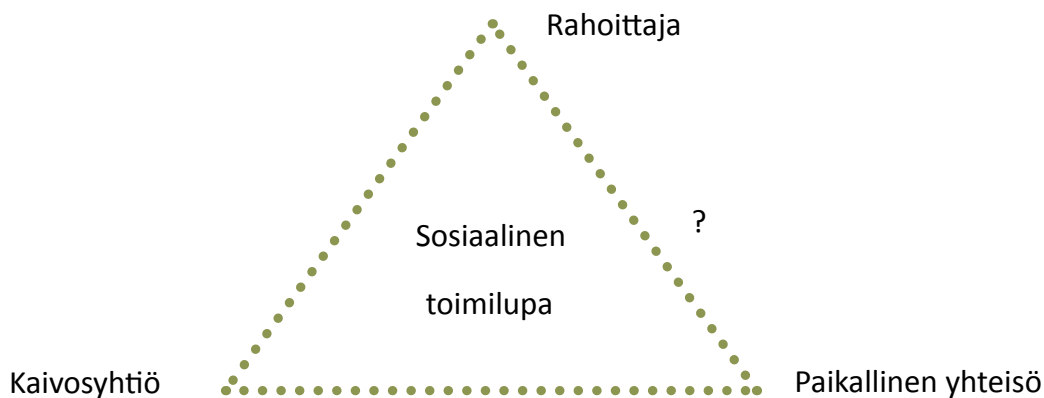 Rahoittaja
?
Sosiaalinen
toimilupa
Kaivosyhtiö
Paikallinen yhteisö